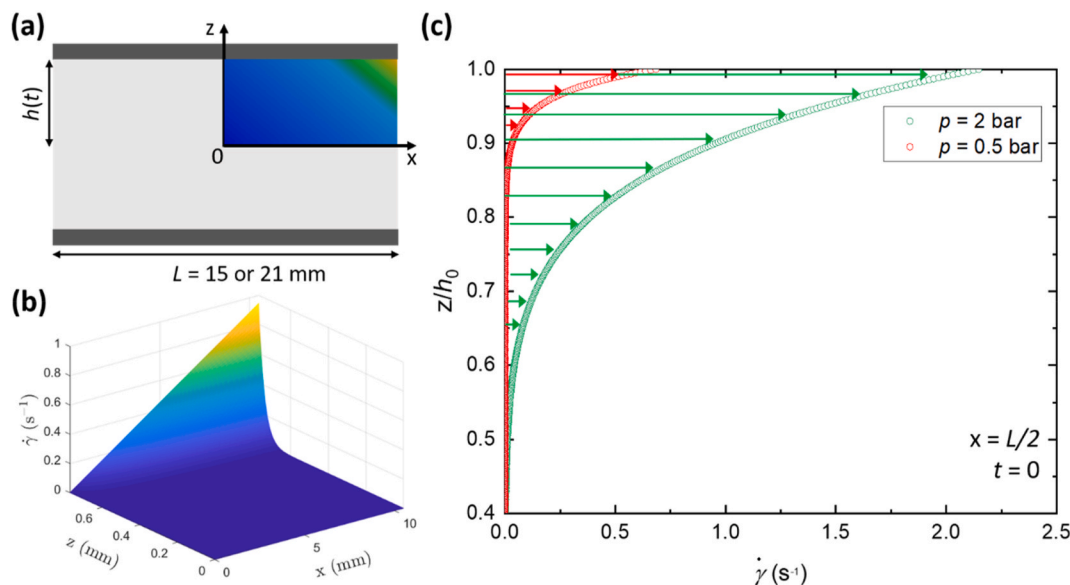 (a)
z
h(t)
0
x
L = 15 or 21 mm
(b)
1
0.8
0.6
0.4
0.2
0
γ̇ (s⁻¹)
0.6
0.4
0.2
0
z (mm)
0
5
10
x (mm)
(c)
1.0
0.9
0.8
0.7
0.6
0.5
0.4
z/h₀
p = 2 bar
p = 0.5 bar
x = L/2
t = 0
0.0 0.5 1.0 1.5 2.0 2.5
γ̇ (s⁻¹)